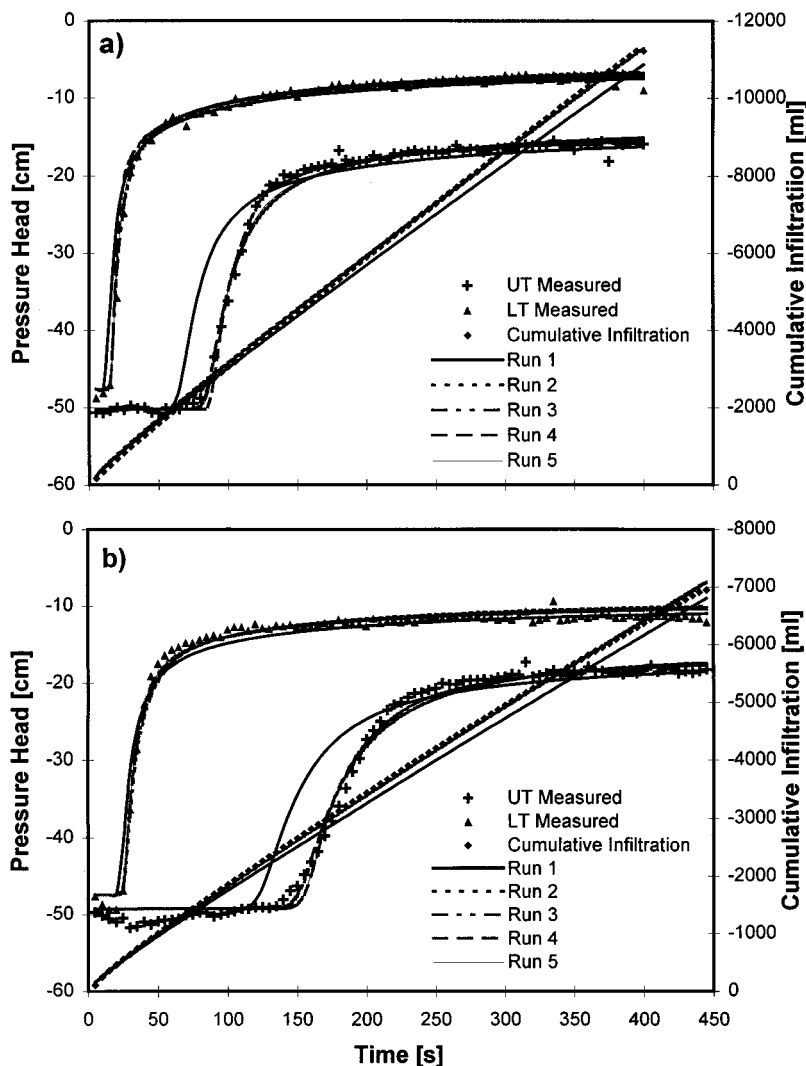 a)
0
-10
-20
-30
-40
-50
-60
Pressure Head [cm]
-12000
-10000
-8000
-6000
-4000
-2000
0
Cumulative Infiltratiion [ml]
UT Measured
LT Measured
Cumulative Infiltration
Run 1
Run 2
Run 3
Run 4
Run 5
b)
0
-10
-20
-30
-40
-50
-60
Pressure Head [cm]
-8000
-7000
-6000
-5000
-4000
-3000
-2000
-1000
0
Cumulative Infiltration [ml]
UT Measured
LT Measured
Cumulative Infiltration
Run 1
Run 2
Run 3
Run 4
Run 5
0 50 100 150 200 250 300 350 400 450
Time [s]